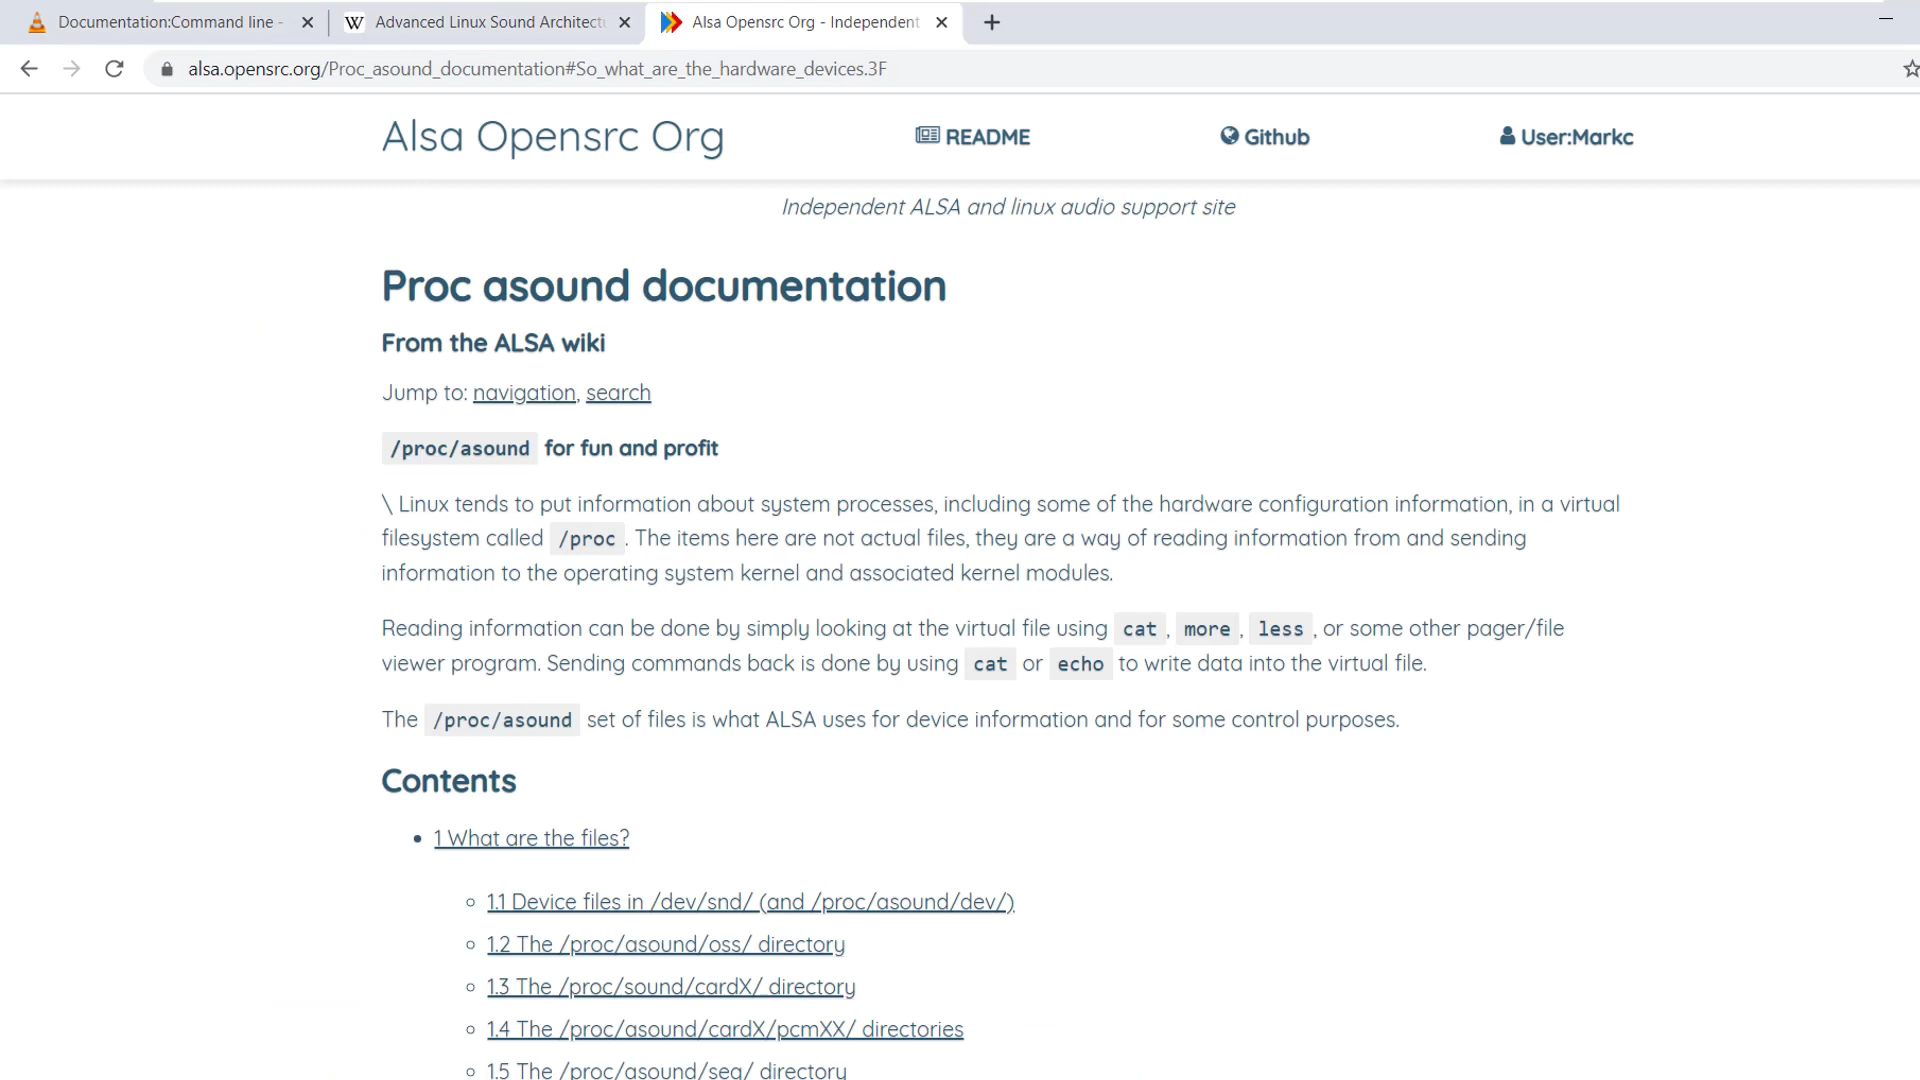 Documentation:Command line -
Advanced Linux Sound Architectu
Alsa Opensrc Org - Independent
alsa.opensrc.org/Proc_asound_documentation#So_what_are_the_hardware_devices.3F
Alsa Opensrc Org
README
Github
User:Markc
Independent ALSA and linux audio support site
Proc asound documentation
From the ALSA wiki
Jump to: navigation, search
/proc/asound for fun and profit
\ Linux tends to put information about system processes, including some of the hardware configuration information, in a virtual
filesystem called /proc . The items here are not actual files, they are a way of reading information from and sending
information to the operating system kernel and associated kernel modules.
Reading information can be done by simply looking at the virtual file using cat , more , less , or some other pager/file
viewer program. Sending commands back is done by using cat or echo to write data into the virtual file.
The /proc/asound set of files is what ALSA uses for device information and for some control purposes.
Contents
• 1 What are the files?
◦ 1.1 Device files in /dev/snd/ (and /proc/asound/dev/)
◦ 1.2 The /proc/asound/oss/ directory
◦ 1.3 The /proc/sound/cardX/ directory
◦ 1.4 The /proc/asound/cardX/pcmXX/ directories
◦ 1.5 The /proc/asound/seq/ directory